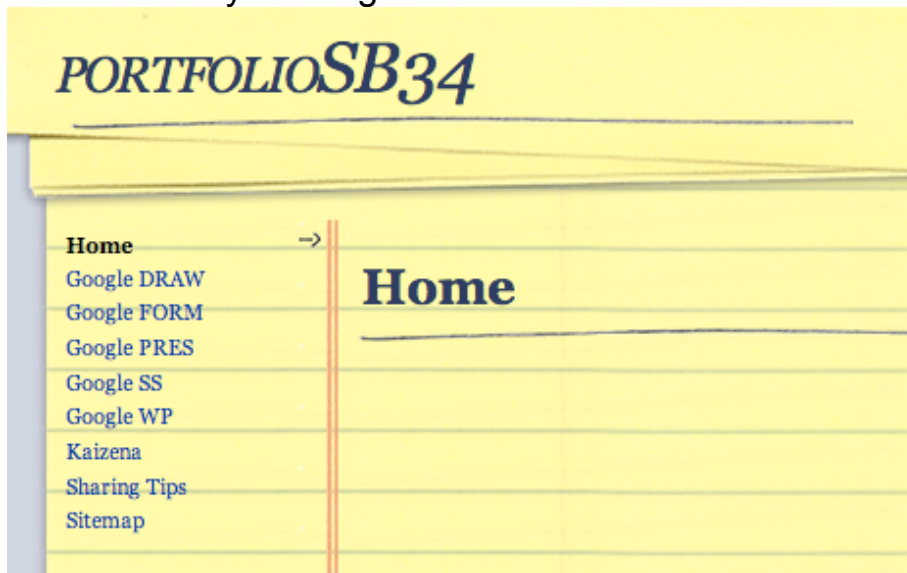 PORTFOLIOSB34
Home
Google DRAW
Google FORM
Google PRES
Google SS
Google WP
Kaizena
Sharing Tips
Sitemap
Home